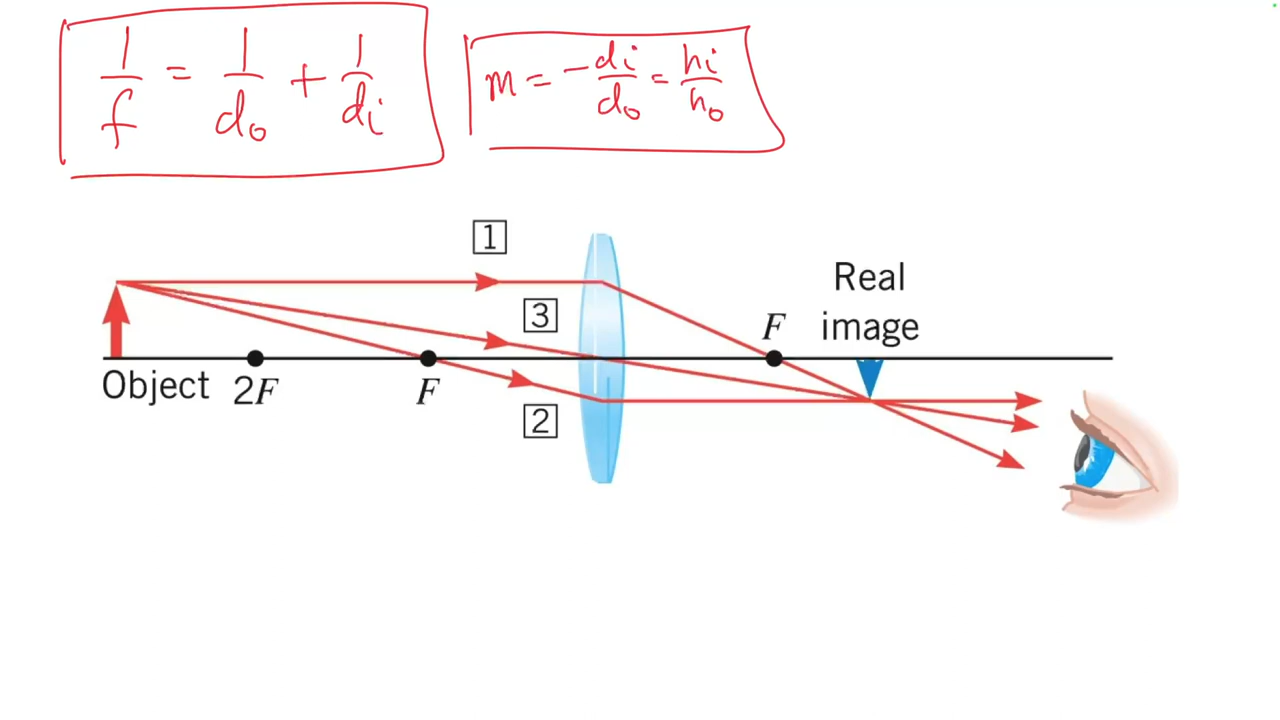 1/f = 1/do + 1/di
m = -di/do = hi/ho
1
3
Real
image
F
Object 2F F
2